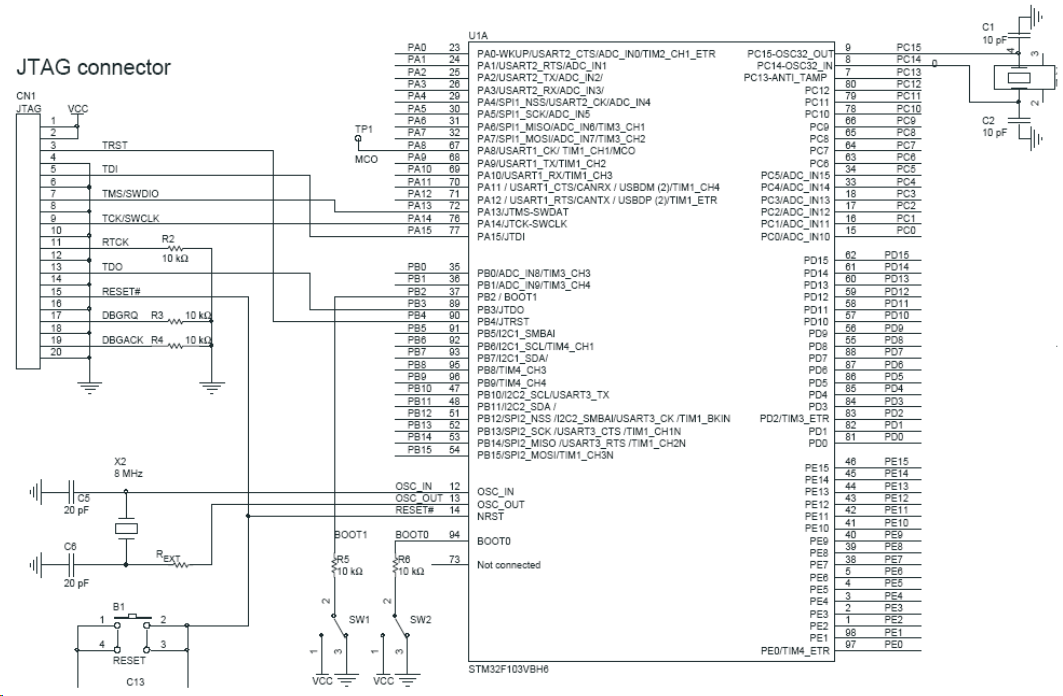 U1A
JTAG connector
CN1
JTAG
VCC
1
2
3 TRST
4
5 TDI
6
7 TMS/SWDIO
8
9 TCK/SWCLK
10
11 RTCK R2 10 kΩ
12
13 TDO
14
15 RESET#
16
17 DBGRQ R3 10 kΩ
18
19 DBGACK R4 10 kΩ
20
TP1
MCO
PA0 23 PA0-WKUP/USART2_CTS/ADC_IN0/TIM2_CH1_ETR
PA1 24 PA1/USART2_RTS/ADC_IN1
PA2 25 PA2/USART2_TX/ADC_IN2/
PA3 26 PA3/USART2_RX/ADC_IN3/
PA4 29 PA4/SPI1_NSS/USART2_CK/ADC_IN4
PA5 30 PA5/SPI1_SCK/ADC_IN5
PA6 31 PA6/SPI1_MISO/ADC_IN6/TIM3_CH1
PA7 32 PA7/SPI1_MOSI/ADC_IN7/TIM3_CH2
PA8 67 PA8/USART1_CK/ TIM1_CH1/MCO
PA9 68 PA9/USART1_TX/TIM1_CH2
PA10 69 PA10/USART1_RX/TIM1_CH3
PA11 70 PA11 / USART1_CTS/CANRX / USBDM (2)/TIM1_CH4
PA12 71 PA12 / USART1_RTS/CANTX / USBDP (2)/TIM1_ETR
PA13 72 PA13/JTMS-SWDAT
PA14 76 PA14/JTCK-SWCLK
PA15 77 PA15/JTDI
PB0 35 PB0/ADC_IN8/TIM3_CH3
PB1 36 PB1/ADC_IN9/TIM3_CH4
PB2 37 PB2 / BOOT1
PB3 89 PB3/JTDO
PB4 90 PB4/JTRST
PB5 91 PB5/I2C1_SMBAI
PB6 92 PB6/I2C1_SCL/TIM4_CH1
PB7 93 PB7/I2C1_SDA/
PB8 95 PB8/TIM4_CH3
PB9 96 PB9/TIM4_CH4
PB10 47 PB10/I2C2_SCL/USART3_TX
PB11 48 PB11/I2C2_SDA /
PB12 51 PB12/SPI2_NSS /I2C2_SMBAI/USART3_CK /TIM1_BKIN
PB13 52 PB13/SPI2_SCK /USART3_CTS /TIM1_CH1N
PB14 53 PB14/SPI2_MISO /USART3_RTS /TIM1_CH2N
PB15 54 PB15/SPI2_MOSI/TIM1_CH3N
OSC_IN 12 OSC_IN
OSC_OUT 13 OSC_OUT
RESET# 14 NRST
BOOT0 94 BOOT0
73 Not connected
PC15-OSC32_OUT 9 PC15
PC14-OSC32_IN 8 PC14
PC13-ANTI_TAMP 7 PC13
PC12 80 PC12
PC11 79 PC11
PC10 78 PC10
PC9 66 PC9
PC8 65 PC8
PC7 64 PC7
PC6 63 PC6
PC5/ADC_IN15 34 PC5
PC4/ADC_IN14 33 PC4
PC3/ADC_IN13 18 PC3
PC2/ADC_IN12 17 PC2
PC1/ADC_IN11 16 PC1
PC0/ADC_IN10 15 PC0
PD15 62 PD15
PD14 61 PD14
PD13 60 PD13
PD12 59 PD12
PD11 58 PD11
PD10 57 PD10
PD9 56 PD9
PD8 55 PD8
PD7 88 PD7
PD6 87 PD6
PD5 86 PD5
PD4 85 PD4
PD3 84 PD3
PD2/TIM3_ETR 83 PD2
PD1 82 PD1
PD0 81 PD0
PE15 46 PE15
PE14 45 PE14
PE13 44 PE13
PE12 43 PE12
PE11 42 PE11
PE10 41 PE10
PE9 40 PE9
PE8 39 PE8
PE7 38 PE7
PE6 5 PE6
PE5 4 PE5
PE4 3 PE4
PE3 2 PE3
PE2 1 PE2
PE1 98 PE1
PE0/TIM4_ETR 97 PE0
STM32F103VBH6
C1
10 pF
0
4
3
1
2
C2
10 pF
X2
8 MHz
C5
20 pF
C6
20 pF
REXT
B1
1 2
4 3
RESET
C13
BOOT1
R5
10 kΩ
2
SW1
1 3
VCC
R6
10 kΩ
2
SW2
1 3
VCC